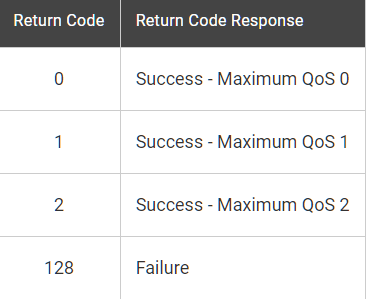 Return Code Return Code Response
0 Success - Maximum QoS 0
1 Success - Maximum QoS 1
2 Success - Maximum QoS 2
128 Failure